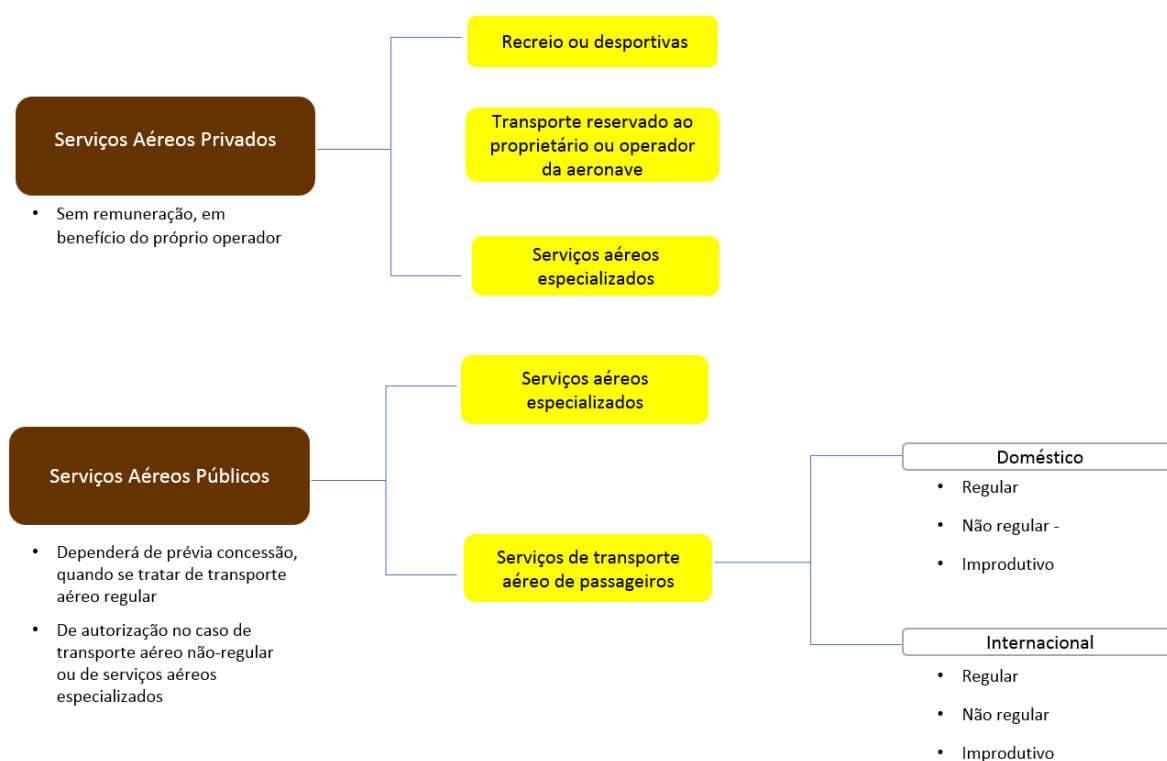 Serviços Aéreos Privados
• Sem remuneração, em
benefício do próprio operador
Recreio ou desportivas
Transporte reservado ao
proprietário ou operador
da aeronave
Serviços aéreos
especializados
Serviços Aéreos Públicos
• Dependerá de prévia concessão,
quando se tratar de transporte
aéreo regular
• De autorização no caso de
transporte aéreo não-regular
ou de serviços aéreos
especializados
Serviços aéreos
especializados
Serviços de transporte
aéreo de passageiros
Doméstico
• Regular
• Não regular -
• Improdutivo
Internacional
• Regular
• Não regular
• Improdutivo